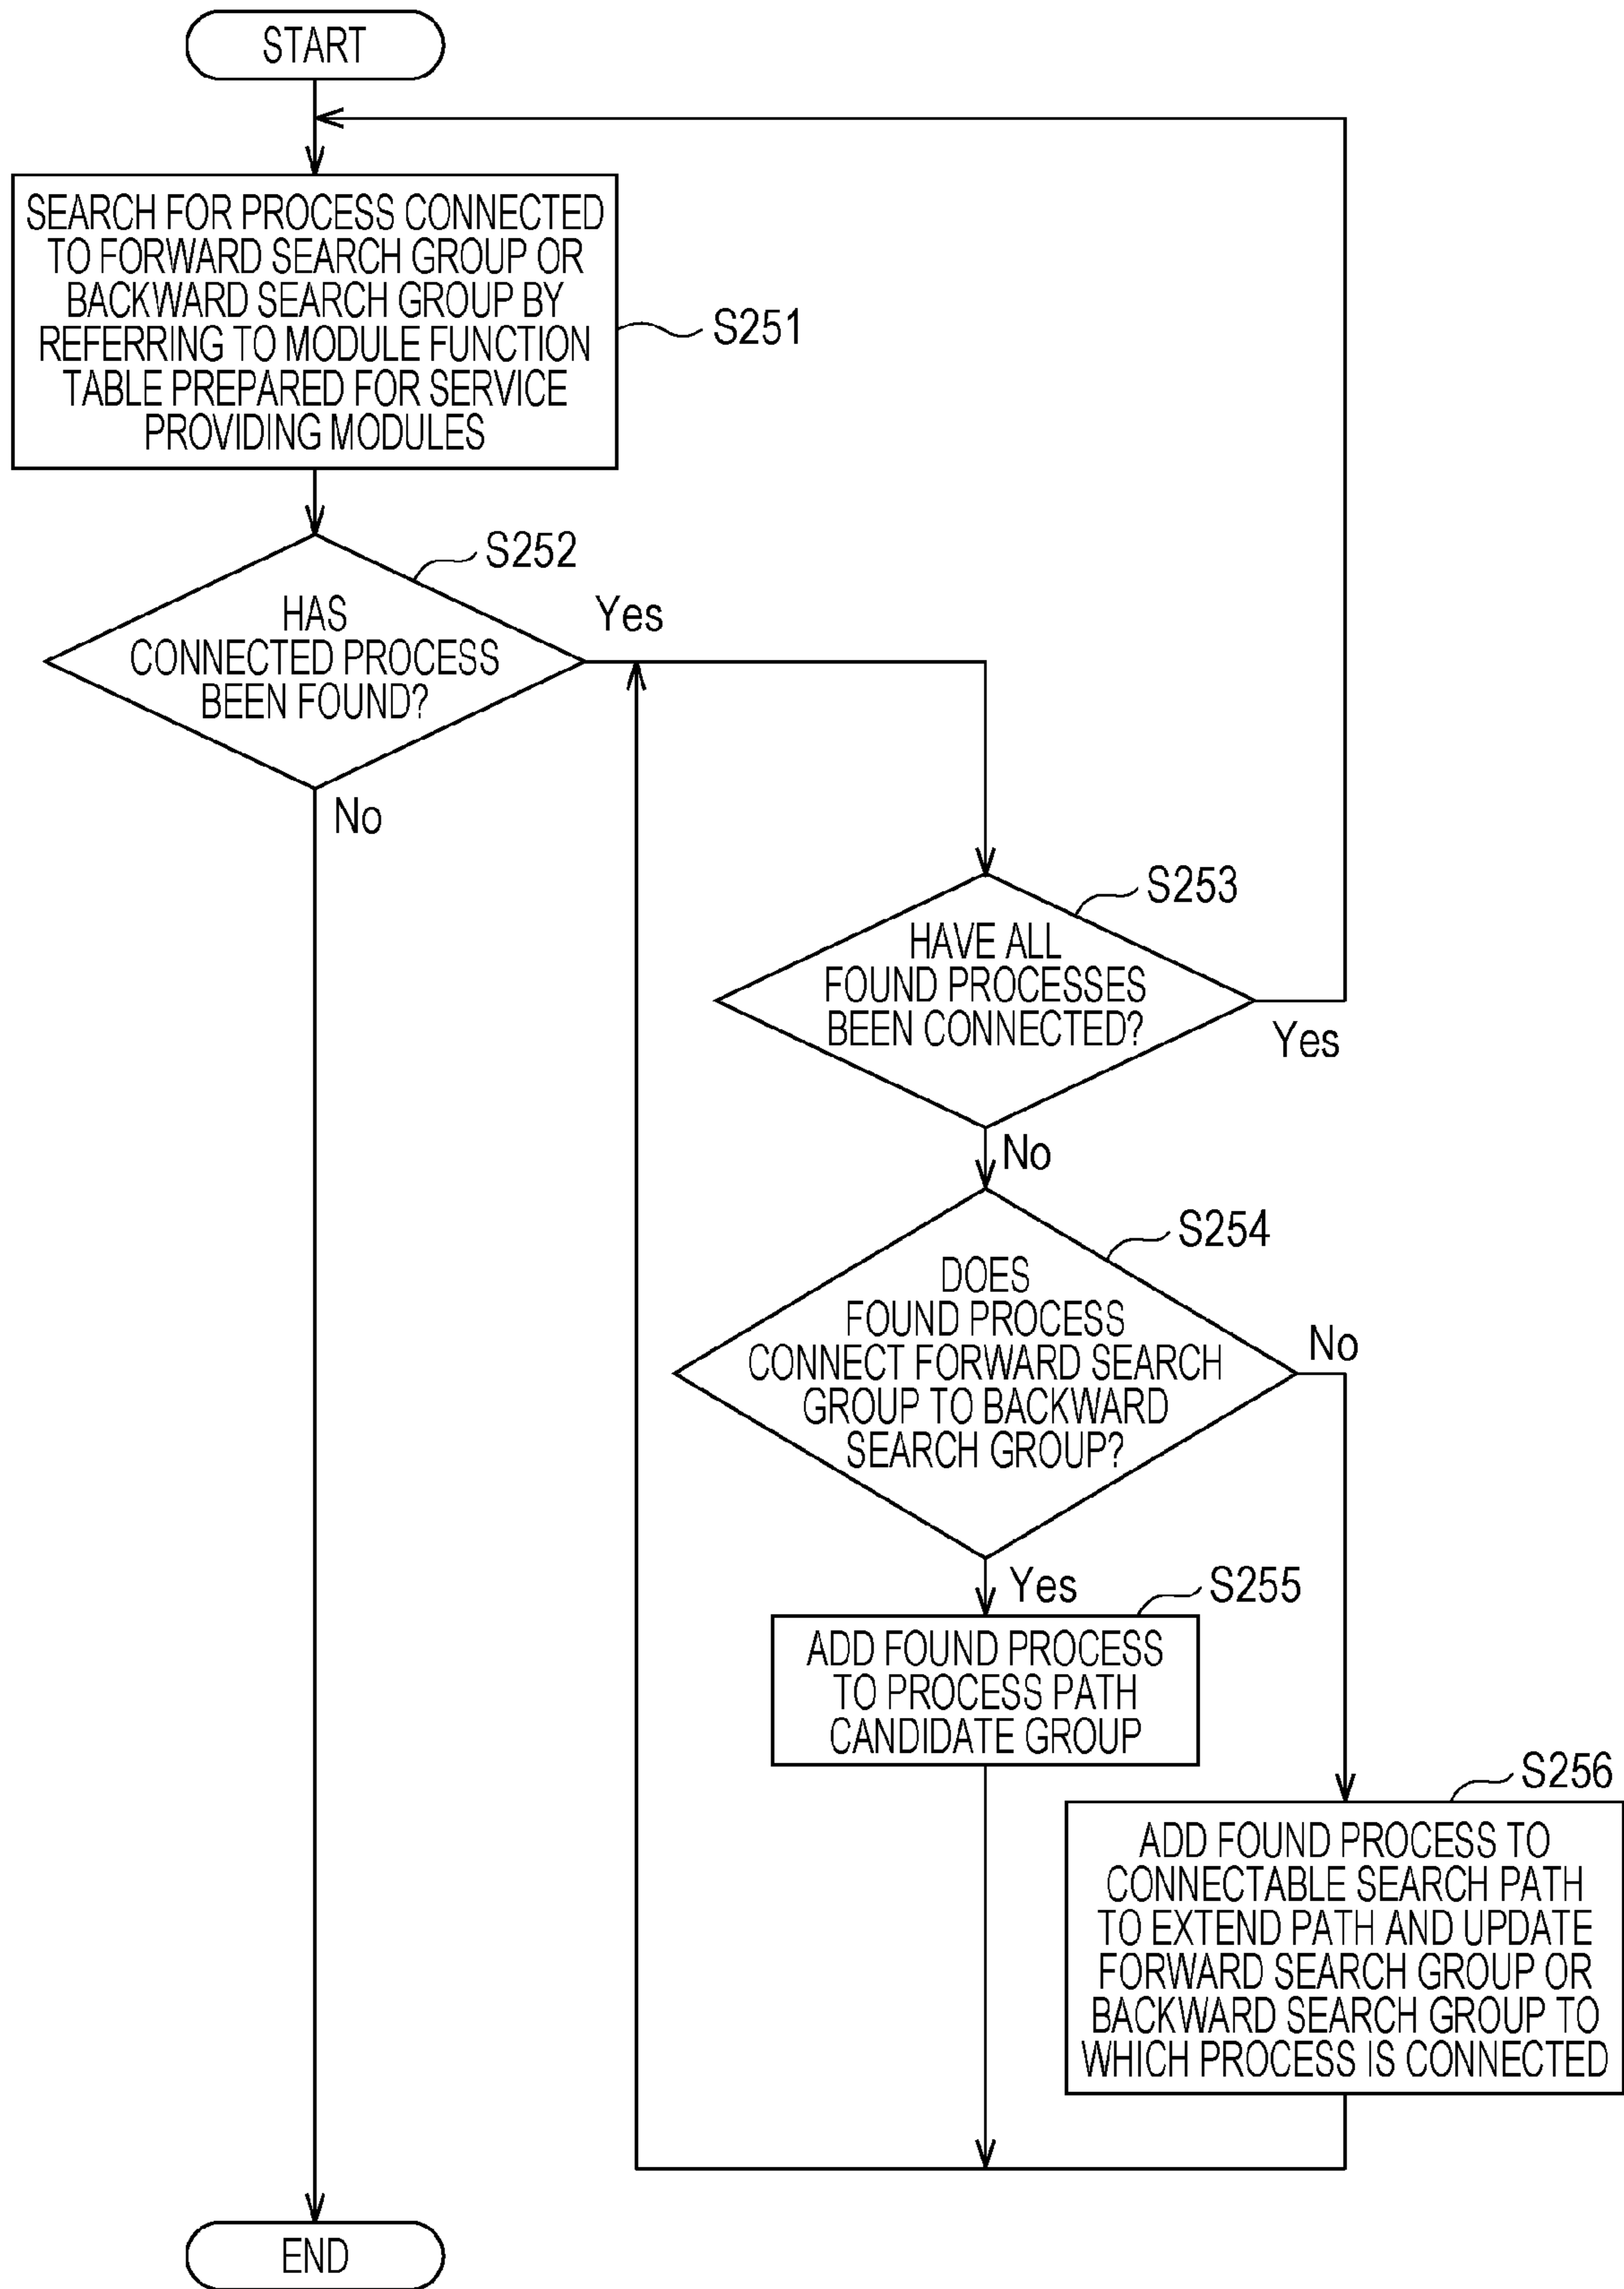 START
SEARCH FOR PROCESS CONNECTED
TO FORWARD SEARCH GROUP OR
BACKWARD SEARCH GROUP BY
REFERRING TO MODULE FUNCTION
TABLE PREPARED FOR SERVICE
PROVIDING MODULES
S251
S252
HAS
CONNECTED PROCESS
BEEN FOUND?
Yes
No
S253
HAVE ALL
FOUND PROCESSES
BEEN CONNECTED?
Yes
No
S254
DOES
FOUND PROCESS
CONNECT FORWARD SEARCH
GROUP TO BACKWARD
SEARCH GROUP?
No
Yes
S255
ADD FOUND PROCESS
TO PROCESS PATH
CANDIDATE GROUP
S256
ADD FOUND PROCESS TO
CONNECTABLE SEARCH PATH
TO EXTEND PATH AND UPDATE
FORWARD SEARCH GROUP OR
BACKWARD SEARCH GROUP TO
WHICH PROCESS IS CONNECTED
END